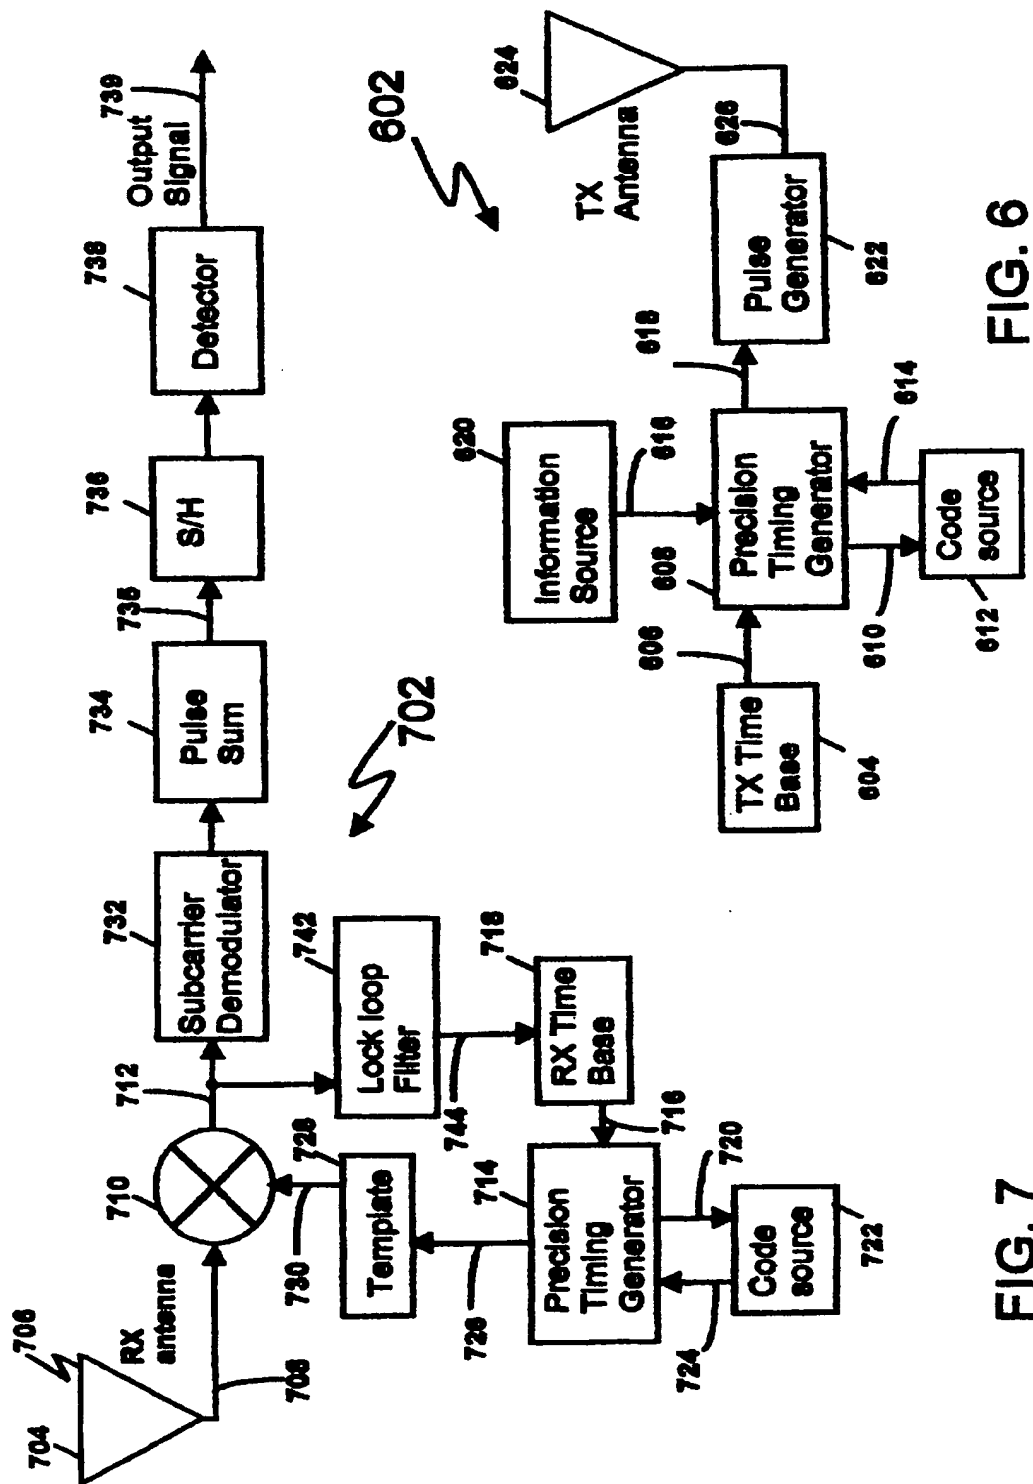 602
TX Time
Base
604
606
608
Precision
Timing
Generator
610
Code
source
612
614
Information
Source
620
616
618
Pulse
Generator
622
626
TX
Antenna
624
FIG. 6
702
704
706
RX
antenna
708
710
712
Subcarrier
Demodulator
732
Pulse
Sum
734
735
S/H
736
Detector
738
Output
Signal
739
Lock loop
Filter
742
744
RX Time
Base
718
716
Precision
Timing
Generator
714
720
Code
source
722
724
726
Template
728
730
FIG. 7